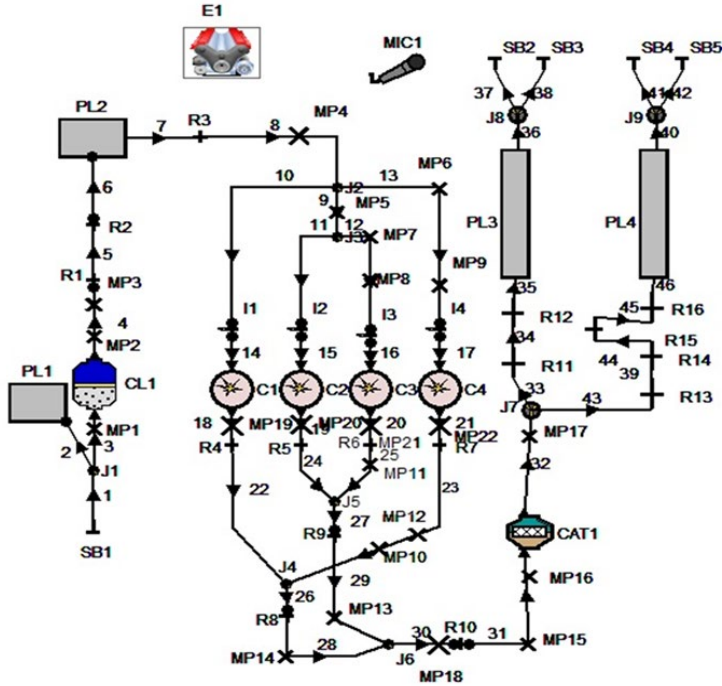 E1
MIC1
SB2 SB3 SB4 SB5
37 38 41 42
J8 J9
36 40
PL2
7 R3 8 MP4
10 13 MP6
J2
9 MP5
11 12
J3 MP7
6
R2
5
R1 MP3
MP8 MP9
PL3 PL4
35 46
R12 45 R16
I1 I2 I3 I4
4
MP2
34 R15
14 15 16 17
44 R14
R11
PL1 CL1
C1 C2 C3 C4
33 39
J7 43 R13
MP1
18 MP19 19 MP20 20 21
MP22
MP17
2 3
R4 R5 R6 MP21 R7
J1
24 25
MP11
32
1
22 23
J5
SB1
R9 27 MP12
CAT1
MP10
J4
26 29
MP16
R8 MP13
30 R10 31
MP14 28 J6 MP15
MP18